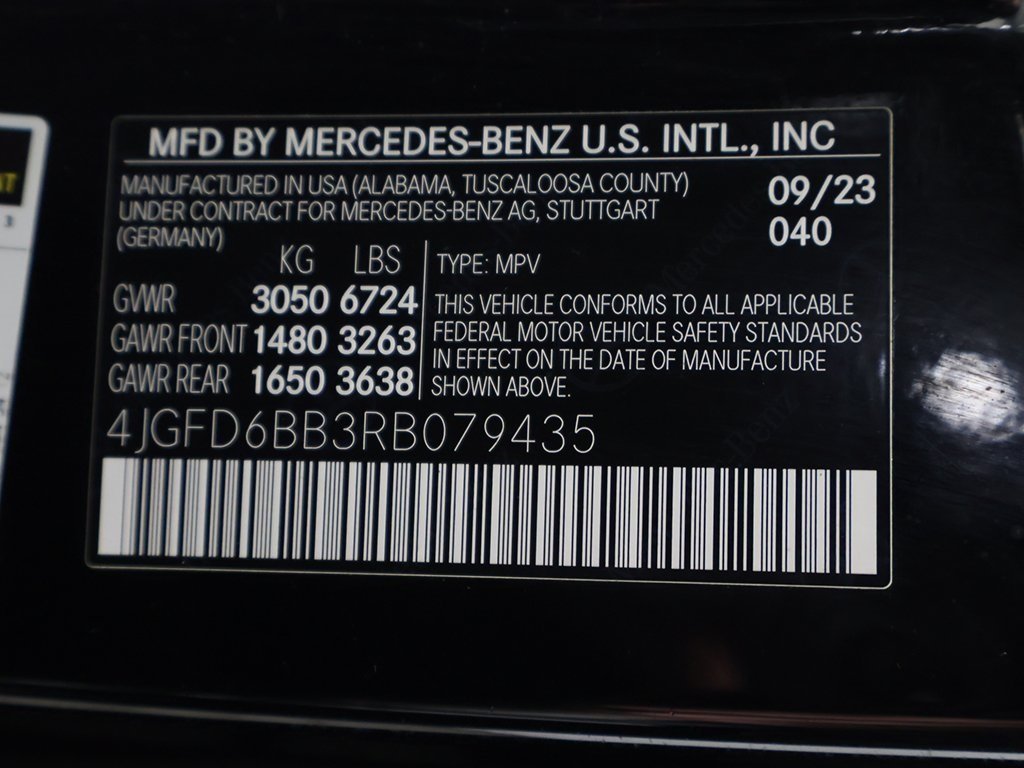 MFD BY MERCEDES-BENZ U.S. INTL., INC
MANUFACTURED IN USA (ALABAMA, TUSCALOOSA COUNTY)
UNDER CONTRACT FOR MERCEDES-BENZ AG, STUTTGART
(GERMANY)
09/23
040
KG LBS
GVWR 3050 6724
GAWR FRONT 1480 3263
GAWR REAR 1650 3638
TYPE: MPV
THIS VEHICLE CONFORMS TO ALL APPLICABLE
FEDERAL MOTOR VEHICLE SAFETY STANDARDS
IN EFFECT ON THE DATE OF MANUFACTURE
SHOWN ABOVE.
4JGFD6BB3RB079435
3